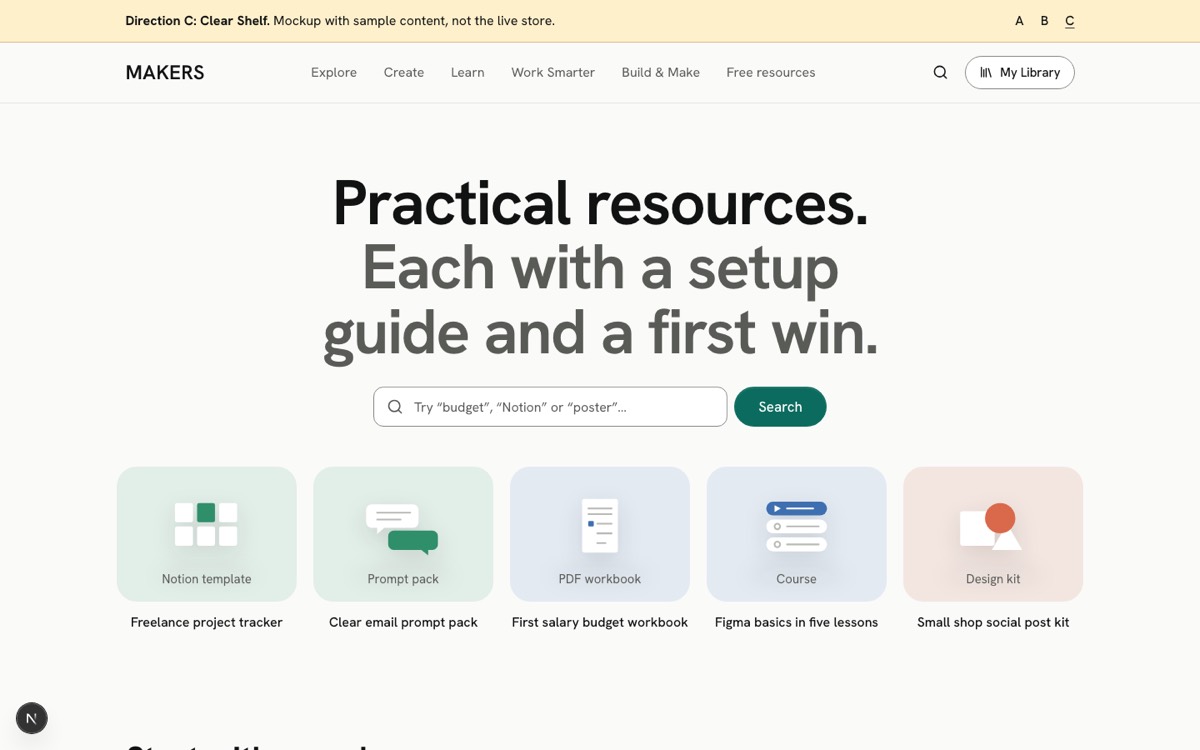 Direction C: Clear Shelf. Mockup with sample content, not the live store.
A B C
MAKERS
Explore Create Learn Work Smarter Build & Make Free resources
My Library
Practical resources.
Each with a setup
guide and a first win.
Try “budget”, “Notion” or “poster”...
Search
Notion template
Prompt pack
PDF workbook
Course
Design kit
Freelance project tracker
Clear email prompt pack
First salary budget workbook
Figma basics in five lessons
Small shop social post kit
N